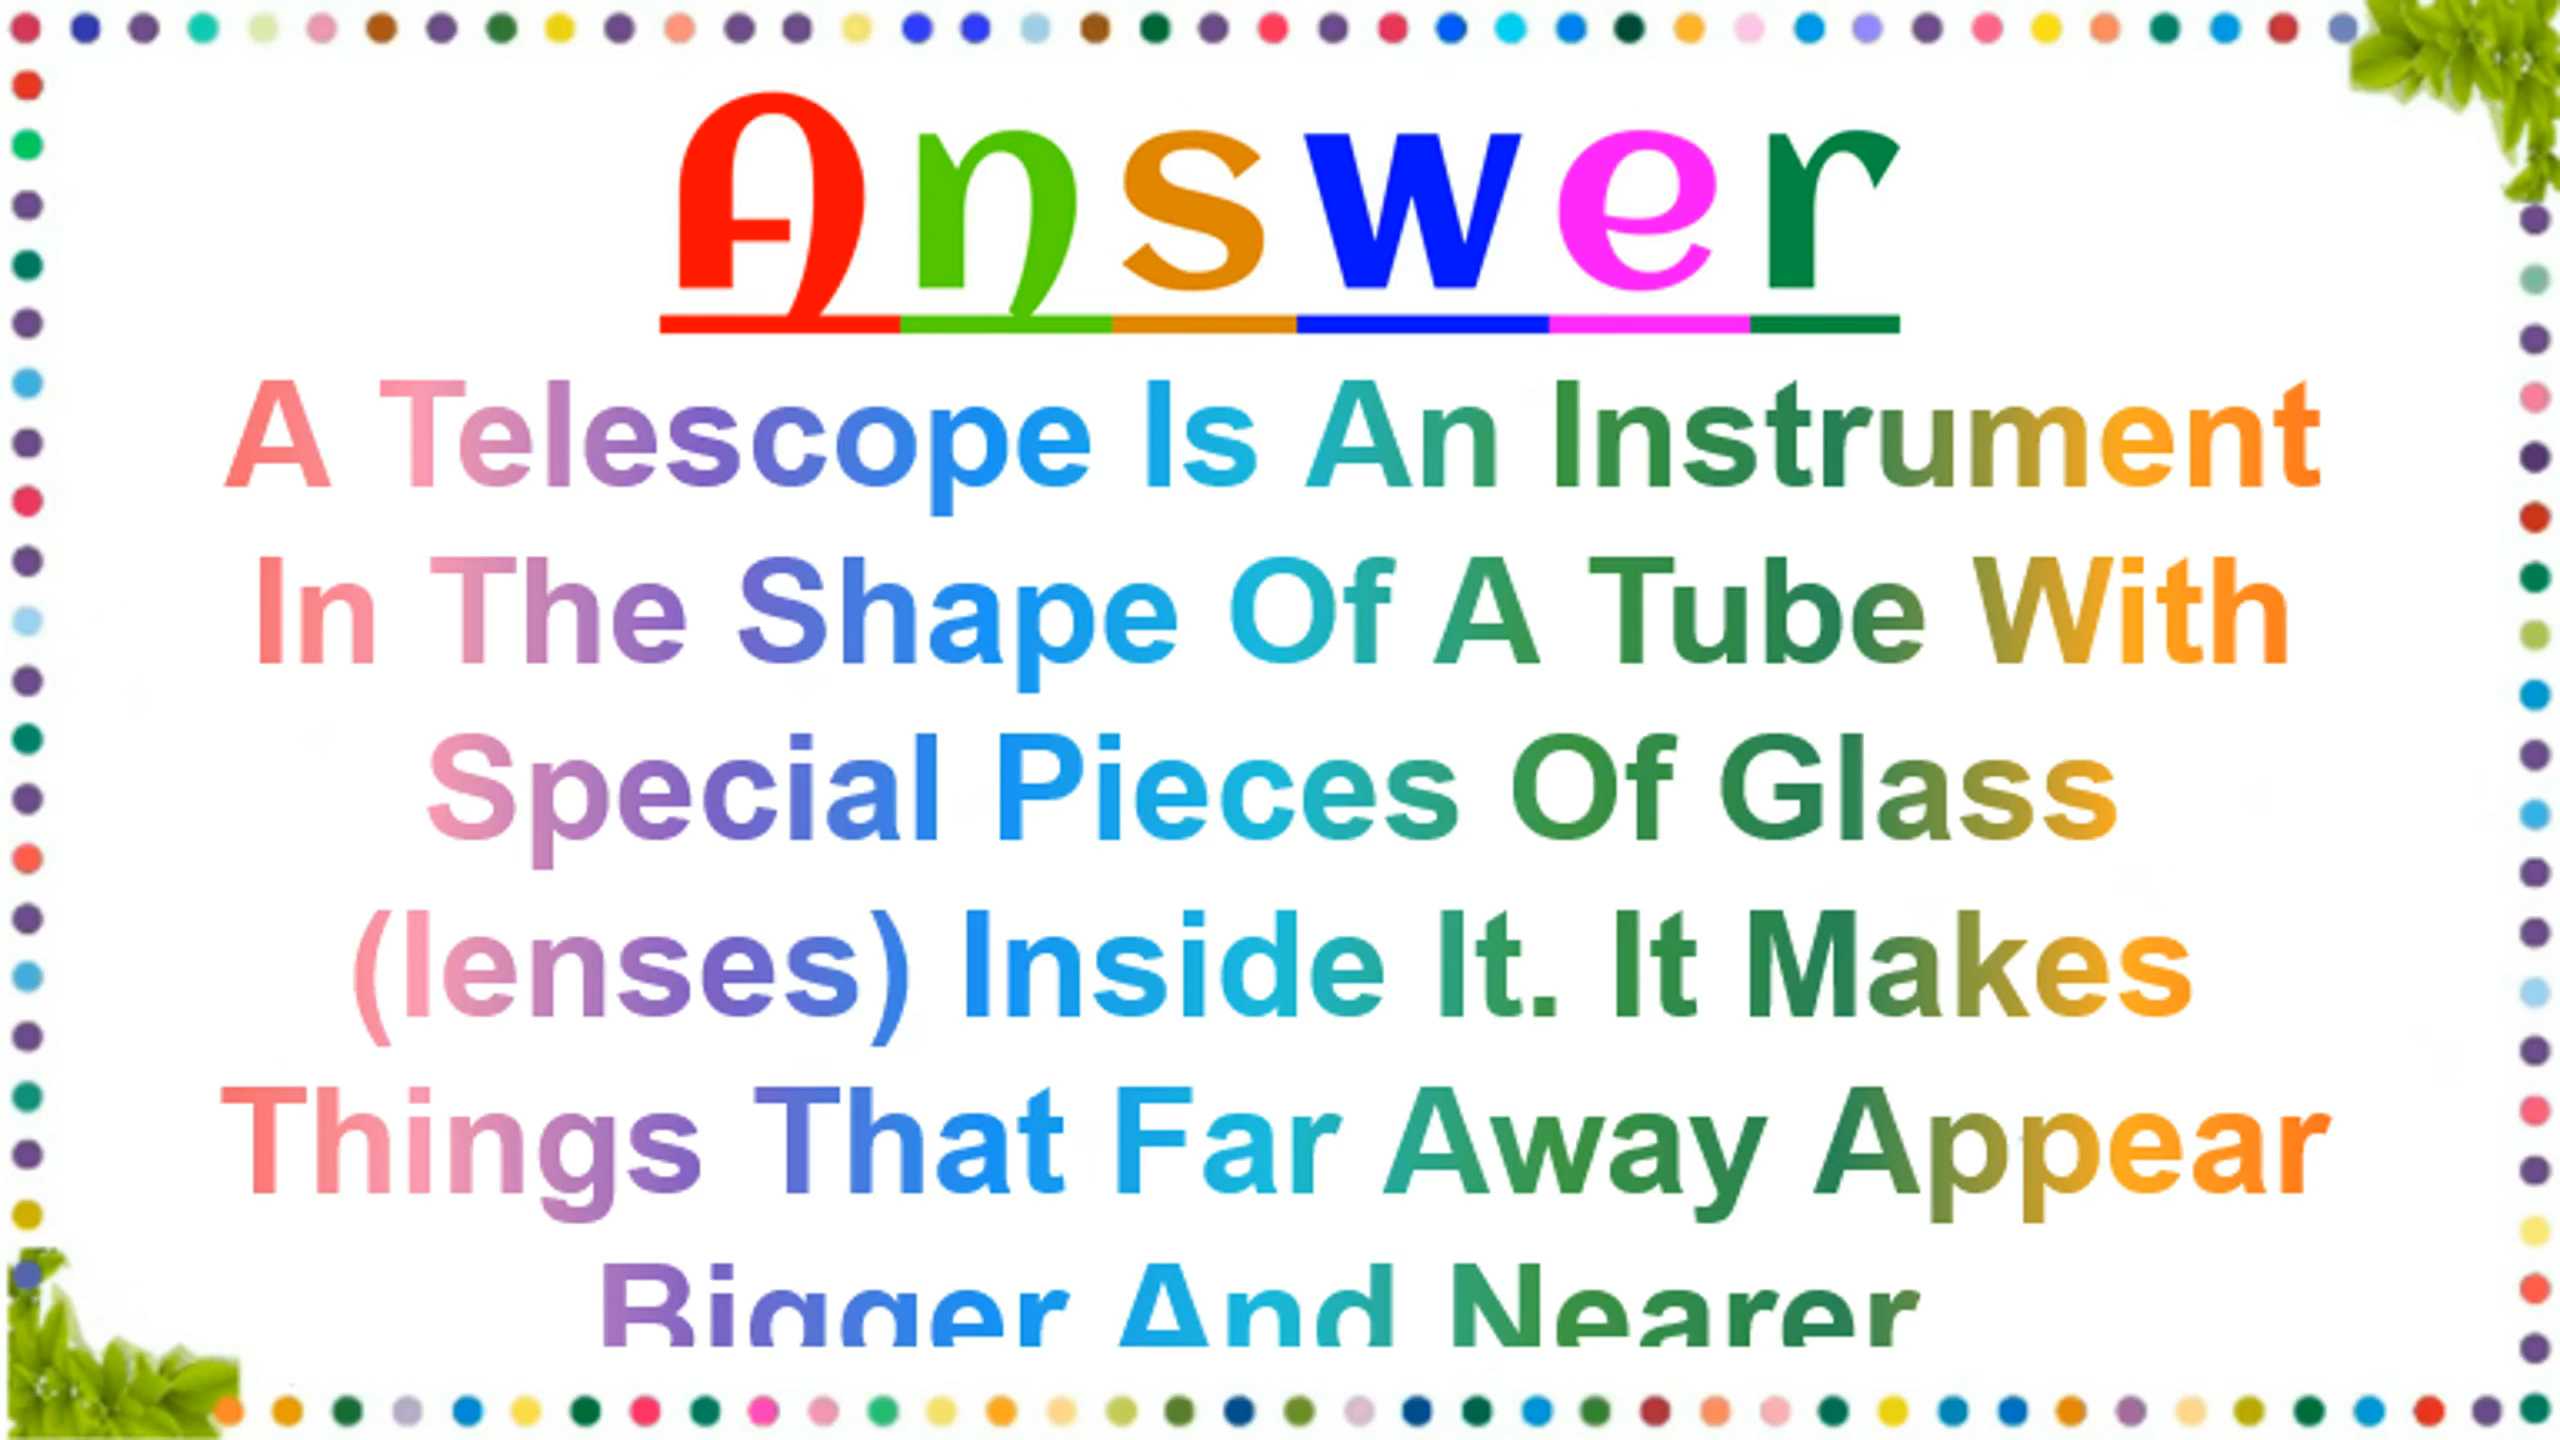 Answer
A Telescope Is An Instrument
In The Shape Of A Tube With
Special Pieces Of Glass
(lenses) Inside It. It Makes
Things That Far Away Appear
Bigger And Nearer